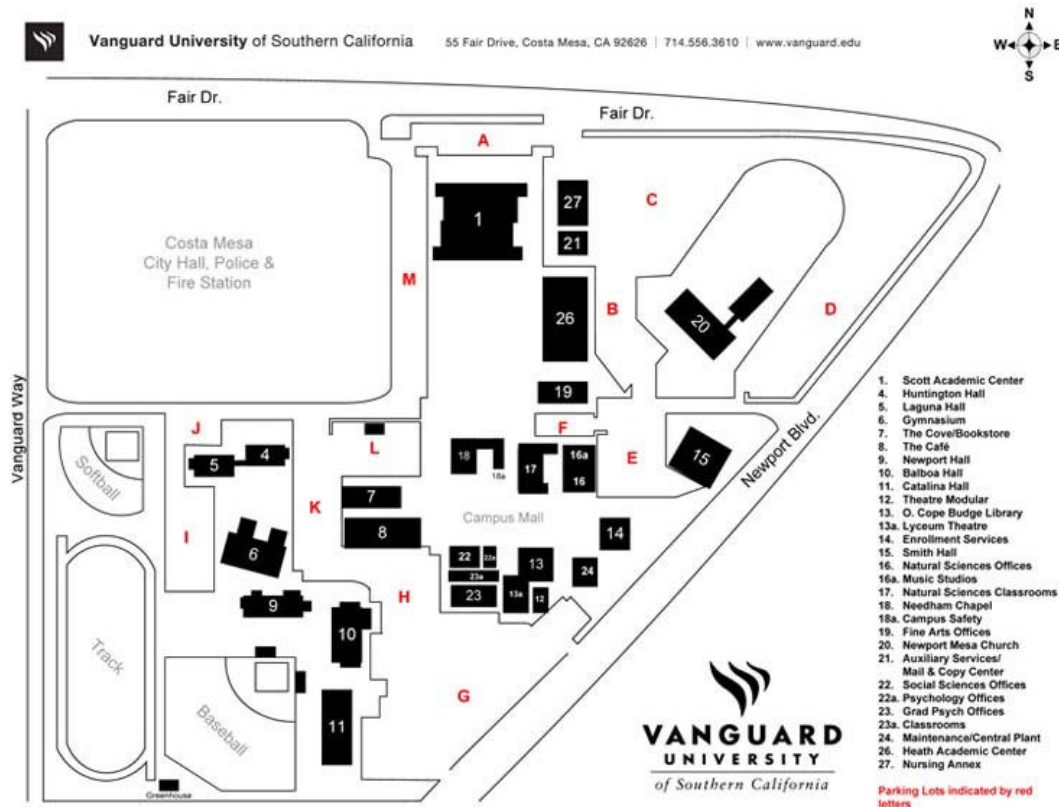 Vanguard University of Southern California 55 Fair Drive, Costa Mesa, CA 92626 | 714.556.3610 | www.vanguard.edu
N
W E
S
Fair Dr.
Fair Dr.
A
1
27
21
C
Costa Mesa
City Hall, Police &
Fire Station
M
B
26
20
D
19
Vanguard Way
Newport Blvd.
J
L
F
E
15
Softball
5
4
18
18a
17
16a
16
7
K
8
Campus Mall
14
I
6
22
22a
13
24
23a
23
13a
12
H
9
10
Track
G
Baseball
11
Greenhouse
VANGUARD
UNIVERSITY
of Southern California
1. Scott Academic Center
4. Huntington Hall
5. Laguna Hall
6. Gymnasium
7. The Cove/Bookstore
8. The Café
9. Newport Hall
10. Balboa Hall
11. Catalina Hall
12. Theatre Modular
13. O. Cope Budge Library
13a. Lyceum Theatre
14. Enrollment Services
15. Smith Hall
16. Natural Sciences Offices
16a. Music Studios
17. Natural Sciences Classrooms
18. Needham Chapel
18a. Campus Safety
19. Fine Arts Offices
20. Newport Mesa Church
21. Auxiliary Services/
Mail & Copy Center
22. Social Sciences Offices
22a. Psychology Offices
23. Grad Psych Offices
23a. Classrooms
24. Maintenance/Central Plant
26. Heath Academic Center
27. Nursing Annex
Parking Lots indicated by red
letters